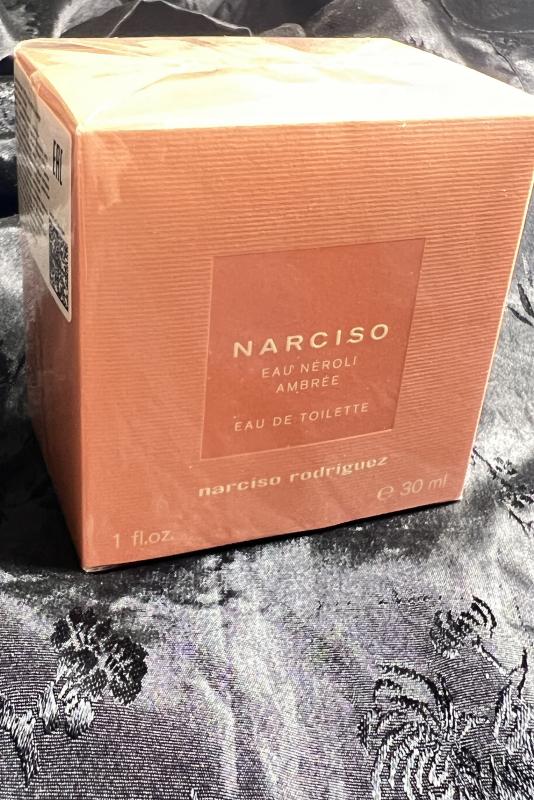 EAC
NARCISO
EAU NÉROLI
AMBRÉE
EAU DE TOILETTE
narciso rodriguez
℮ 30 ml
1 fl.oz.